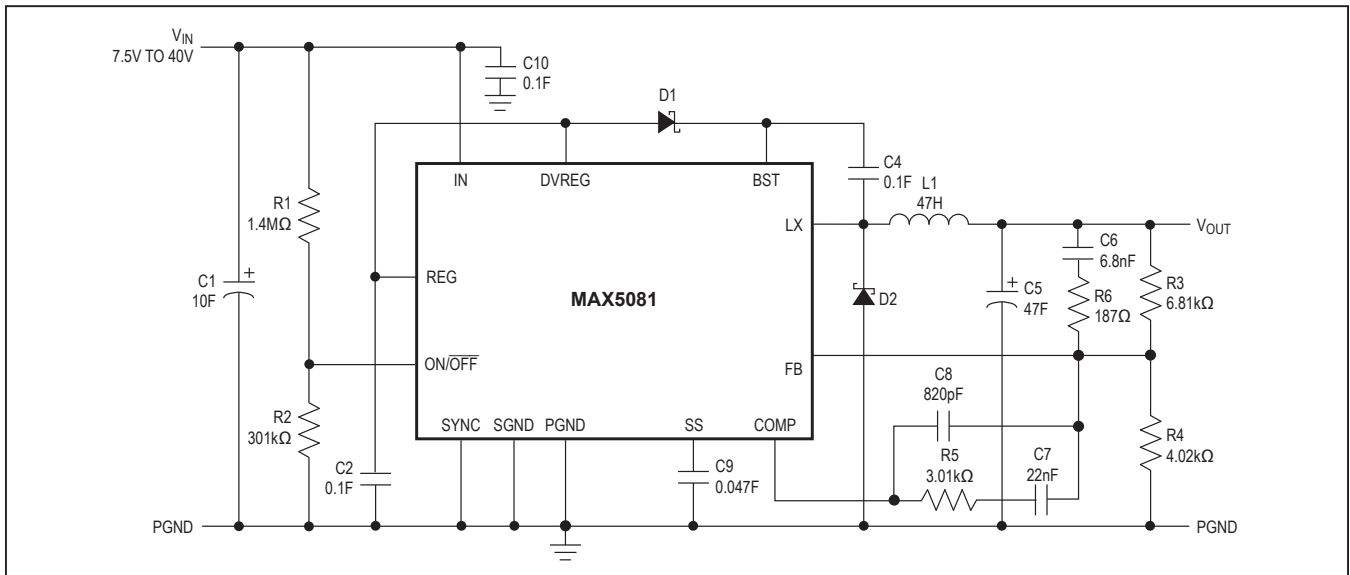 VIN
7.5V TO 40V
C10
0.1F
D1
IN
DVREG
BST
C4
0.1F
L1
47H
R1
1.4MΩ
LX
VOUT
C6
6.8nF
C1
10F
+
REG
MAX5081
D2
+
C5
47F
R6
187Ω
R3
6.81kΩ
ON/OFF
FB
C8
820pF
R2
301kΩ
SYNC
SGND
PGND
SS
COMP
R4
4.02kΩ
C2
0.1F
C9
0.047F
R5
3.01kΩ
C7
22nF
PGND
PGND